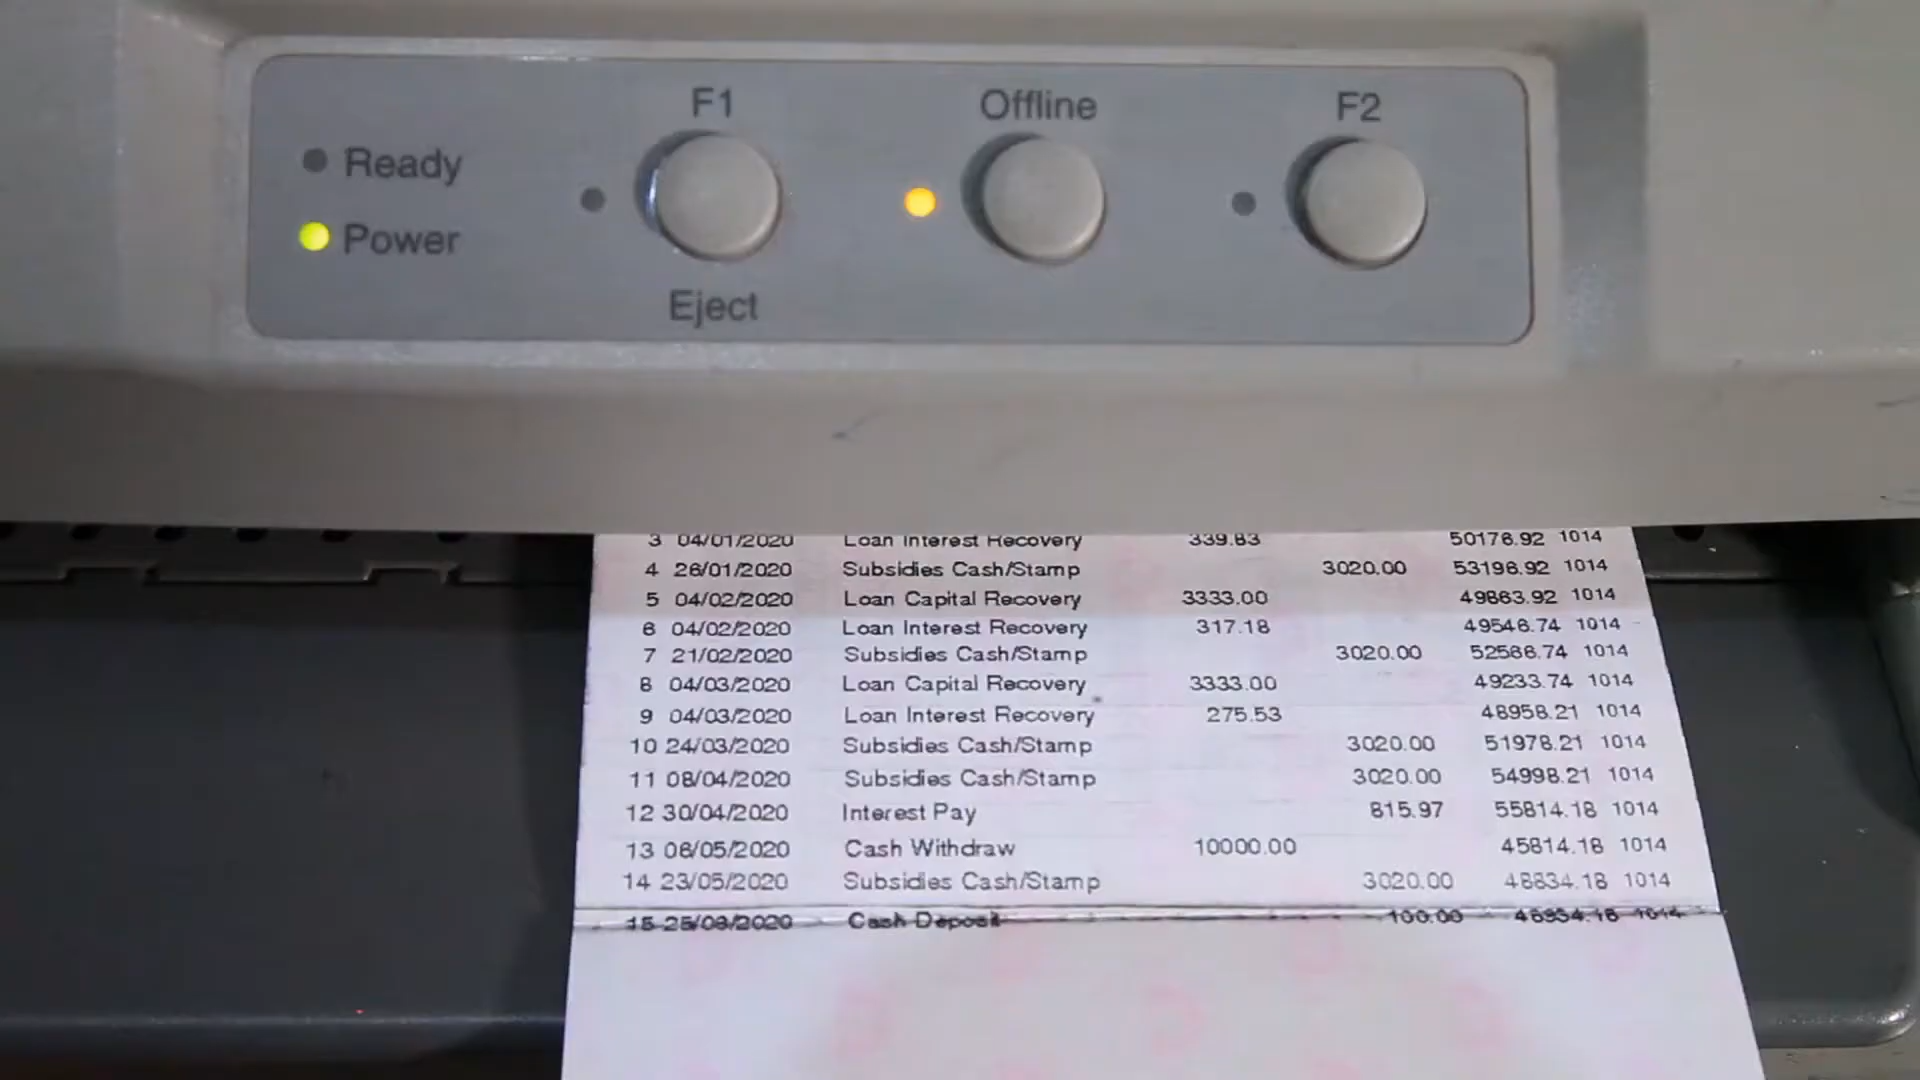 F1 Offline F2
Ready
Power
Eject
3 04/01/2020 Loan Interest Recovery 339.83 50176.92 1014
4 26/01/2020 Subsidies Cash/Stamp 3020.00 53196.92 1014
5 04/02/2020 Loan Capital Recovery 3333.00 49863.92 1014
6 04/02/2020 Loan Interest Recovery 317.18 49546.74 1014
7 21/02/2020 Subsidies Cash/Stamp 3020.00 52566.74 1014
8 04/03/2020 Loan Capital Recovery 3333.00 49233.74 1014
9 04/03/2020 Loan Interest Recovery 275.53 48958.21 1014
10 24/03/2020 Subsidies Cash/Stamp 3020.00 51978.21 1014
11 08/04/2020 Subsidies Cash/Stamp 3020.00 54998.21 1014
12 30/04/2020 Interest Pay 815.97 55814.18 1014
13 06/05/2020 Cash Withdraw 10000.00 45814.18 1014
14 23/05/2020 Subsidies Cash/Stamp 3020.00 48834.18 1014
15 Cash Deposit 100.00 48934.18 1014